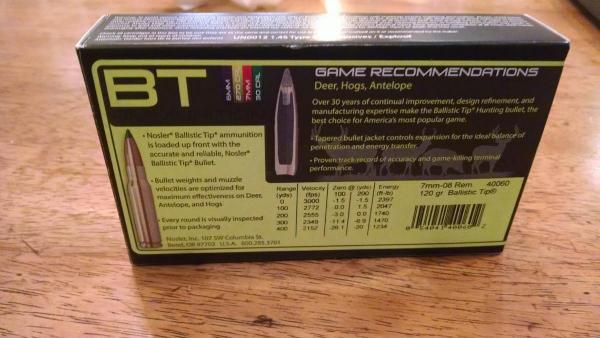 UN0012 1.4S
BT
6MM
270 CAL
7MM
30 CAL
GAME RECOMMENDATIONS
Deer, Hogs, Antelope
Over 30 years of continual improvement, design refinement, and
manufacturing expertise make the Ballistic Tip® Hunting bullet, the
best choice for America's most popular game.
• Tapered bullet jacket controls expansion for the ideal balance of
penetration and energy transfer.
• Proven track record of accuracy and game-killing terminal
performance.
• Nosler® Ballistic Tip® ammunition
is loaded up front with the
accurate and reliable, Nosler®
Ballistic Tip® Bullet.
• Bullet weights and muzzle
velocities are optimized for
maximum effectiveness on Deer,
Antelope, and Hogs
• Every round is visually inspected
prior to packaging
Nosler, Inc. 107 SW Columbia St.
Bend, OR 97702 U.S.A. 800.285.3701
Range Velocity Zero @ (yds) Energy
(yds) (fps) 100 200 (ft-lb)
0 3000 -1.5 -1.5 2397
100 2772 0.0 1.5 2047
200 2555 -3.0 0.0 1740
300 2349 -11.4 -6.9 1470
400 2152 -26.1 -20 1234
7mm-08 Rem. 40060
120 gr Ballistic Tip®
0 54041 40060 2